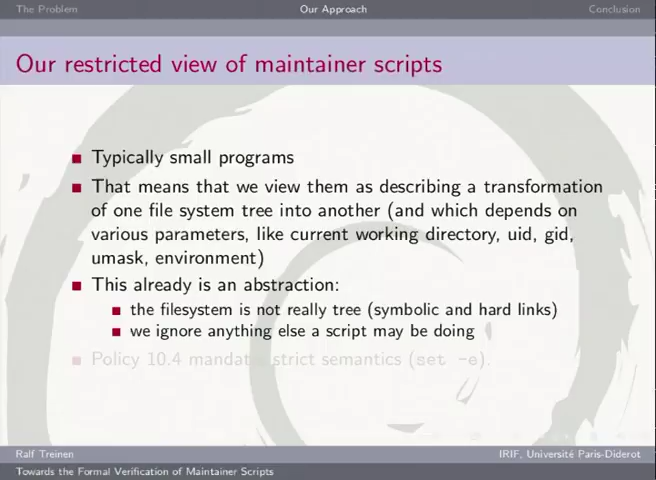 The Problem Our Approach Conclusion
Our restricted view of maintainer scripts
Typically small programs
That means that we view them as describing a transformation
of one file system tree into another (and which depends on
various parameters, like current working directory, uid, gid,
umask, environment)
This already is an abstraction:
the filesystem is not really tree (symbolic and hard links)
we ignore anything else a script may be doing
Policy 10.4 mandates strict semantics (set -e).
Ralf Treinen IRIF, Université Paris-Diderot
Towards the Formal Verification of Maintainer Scripts